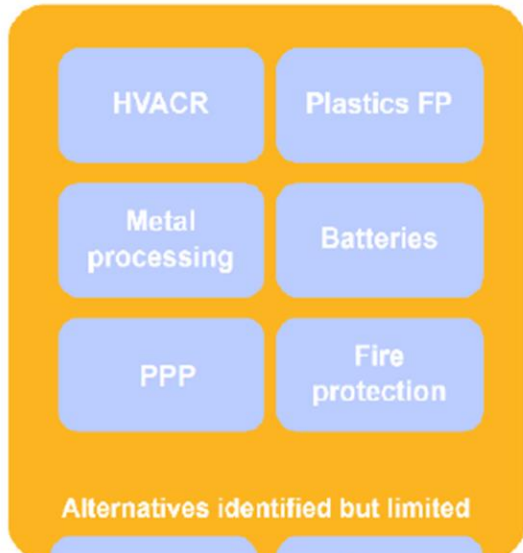 HVACR
Plastics FP
Metal
processing
Batteries
PPP
Fire
protection
Alternatives identified but limited